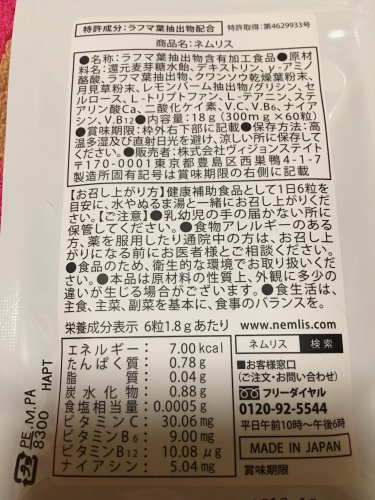 特許成分:ラフマ葉抽出物配合 特許取得:第4629933号
商品名:ネムリス
●名称:ラフマ葉抽出物含有加工食品●原材
料名:還元麦芽糖水飴、デキストリン、γ-アミノ
酪酸、ラフマ葉抽出物、クワンソウ乾燥葉粉末、
月見草粉末、レモンバーム抽出物/グリシン、セ
ルロース、L-トリプトファン、L-テアニン、ステ
アリン酸Ca、二酸化ケイ素、V.C、V.B6、ナイア
シン、V.B12●内容量:18g(300mg×60粒)
●賞味期限:枠外右下部に記載●保存方法:高
温多湿及び直射日光を避け、涼しい所に保存し
てください。●販売者:株式会社ヴィジョンステイト
〒170-0001東京都豊島区西巣鴨4-1-7
製造所固有記号は賞味期限の右側に記載
【お召し上がり方】健康補助食品として1日6粒を
目安に、水やぬるま湯と一緒にお召し上がりくだ
さい。【ご注意】●乳幼児の手の届かない所に
保管してください。●食物アレルギーのある
方、薬を服用したり通院中の方は、お召し上
がりになる前にお医者様とご相談ください。
●食品のため、衛生的な環境でお取り扱いくだ
さい。●本品は原材料の性質上、外観に多少の
違いが生じる場合がございます。●食生活は、
主食、主菜、副菜を基本に、食事のバランスを。
栄養成分表示 6粒1.8gあたり
エネルギー: 7.00kcal
たんぱく質: 0.78g
脂質: 0.04g
炭水化物: 0.88g
食塩相当量: 0.0005g
ビタミンC: 30.06mg
ビタミンB6: 9.00mg
ビタミンB12: 10.08μg
ナイアシン: 5.04mg
www.nemlis.com
ネムリス 検索
■お客様窓口
(ご注文・お問い合わせ)
フリーダイヤル
0120-92-5544
平日午前10時~午後6時
MADE IN JAPAN
賞味期限
プラ
PE,M,PA
8300 HAPT